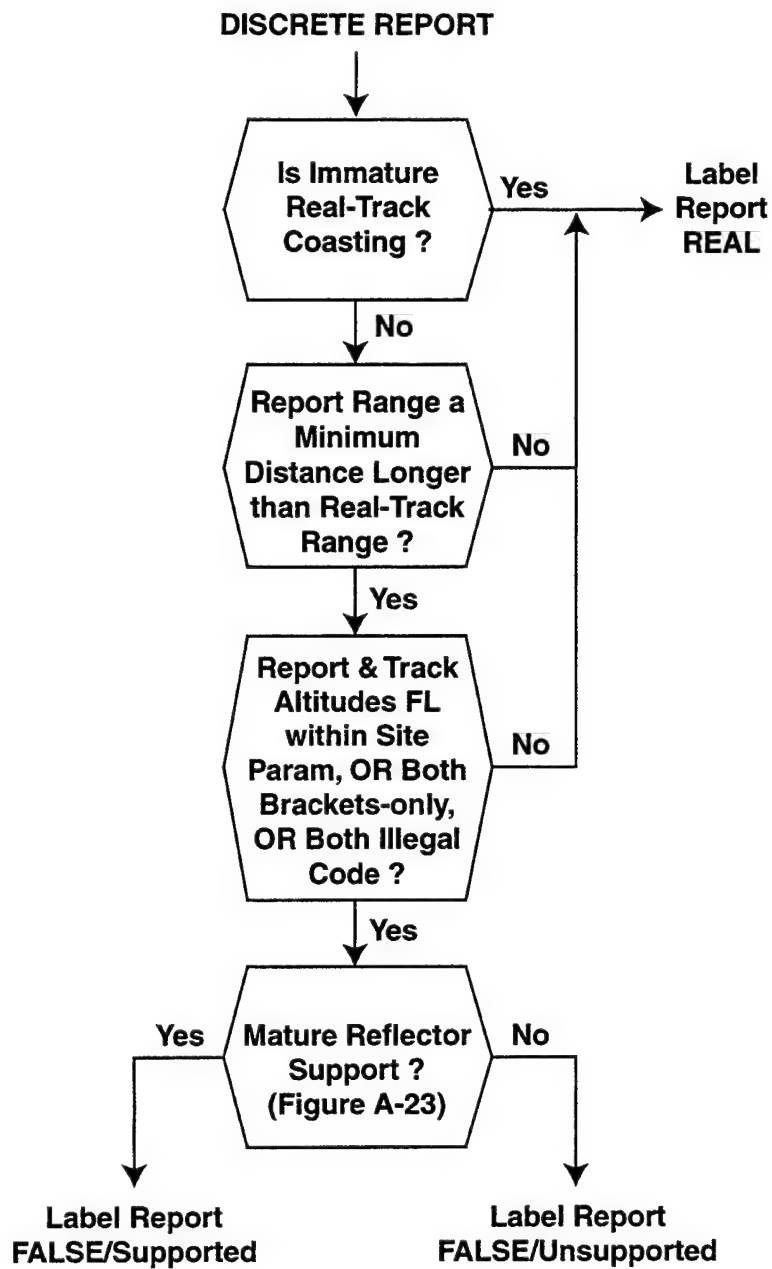 DISCRETE REPORT
Is Immature
Real-Track
Coasting ?
Yes
Label
Report
REAL
No
Report Range a
Minimum
Distance Longer
than Real-Track
Range ?
No
Yes
Report & Track
Altitudes FL
within Site
Param, OR Both
Brackets-only,
OR Both Illegal
Code ?
No
Yes
Mature Reflector
Support ?
(Figure A-23)
Yes
No
Label Report
FALSE/Supported
Label Report
FALSE/Unsupported